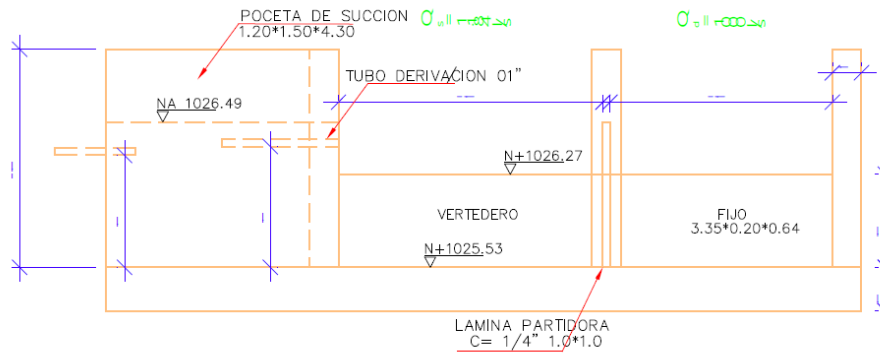 POCETA DE SUCCION
1.20*1.50*4.30
TUBO DERIVACION O1"
NA 1026.49
N+1026.27
VERTEDERO
FIJO
3.35*0.20*0.64
N+1025.53
LAMINA PARTIDORA
C= 1/4" 1.0*1.0